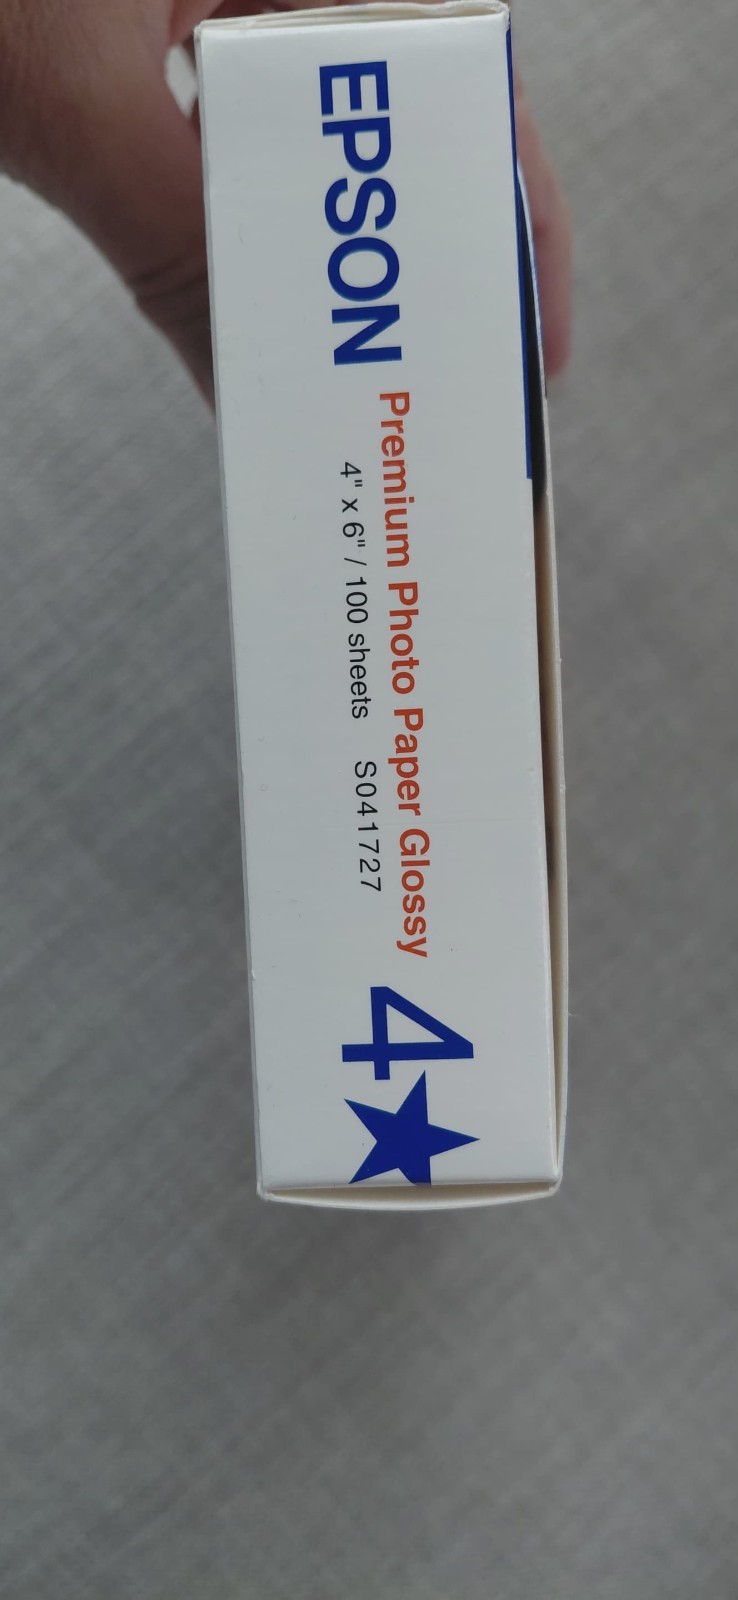 EPSON
Premium Photo Paper Glossy
4" x 6" / 100 sheets S041727
4★